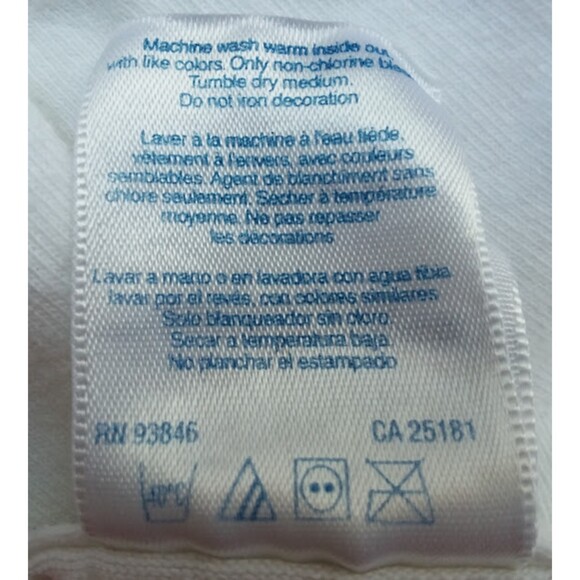 Machine wash warm inside out
with like colors. Only non-chlorine
Tumble dry medium.
Do not iron decoration
Laver à la machine à l'eau tiède,
vêtement à l'envers, avec couleurs
semblables. Agent de blanchiment sans
chlore seulement. Sécher à température
moyenne. Ne pas repasser
les décorations
Lavar a mano o en lavadora con agua tibia
lavar por el revés, con colores similares
Solo blanqueador sin cloro.
Secar a temperatura baja.
No planchar el estampado
RN 93846 CA 25181
40°C